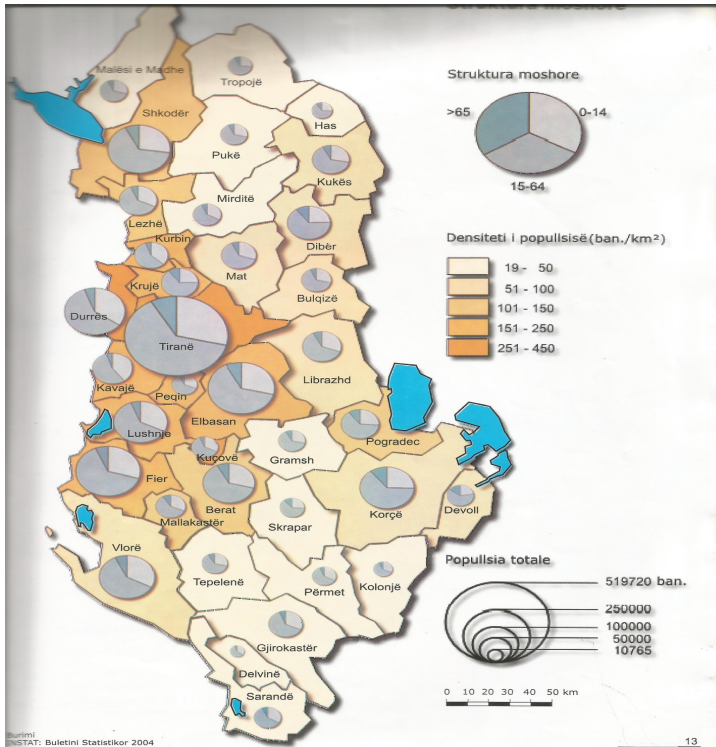 Struktura moshore
Struktura moshore
>65
0-14
15-64
Densiteti i popullsisë (ban./km²)
19 - 50
51 - 100
101 - 150
151 - 250
251 - 450
Malësi e Madhe
Tropojë
Shkodër
Has
Pukë
Kukës
Mirditë
Lezhë
Dibër
Kurbin
Mat
Krujë
Bulqizë
Durrës
Tiranë
Librazhd
Kavajë
Peqin
Elbasan
Lushnje
Pogradec
Kuçovë
Gramsh
Fier
Berat
Korçë
Devoll
Mallakastër
Skrapar
Vlorë
Tepelenë
Përmet
Kolonjë
Gjirokastër
Delvinë
Sarandë
Popullsia totale
519720 ban.
250000
100000
50000
10765
0 10 20 30 40 50 km
Burimi
INSTAT: Buletini Statistikor 2004
13